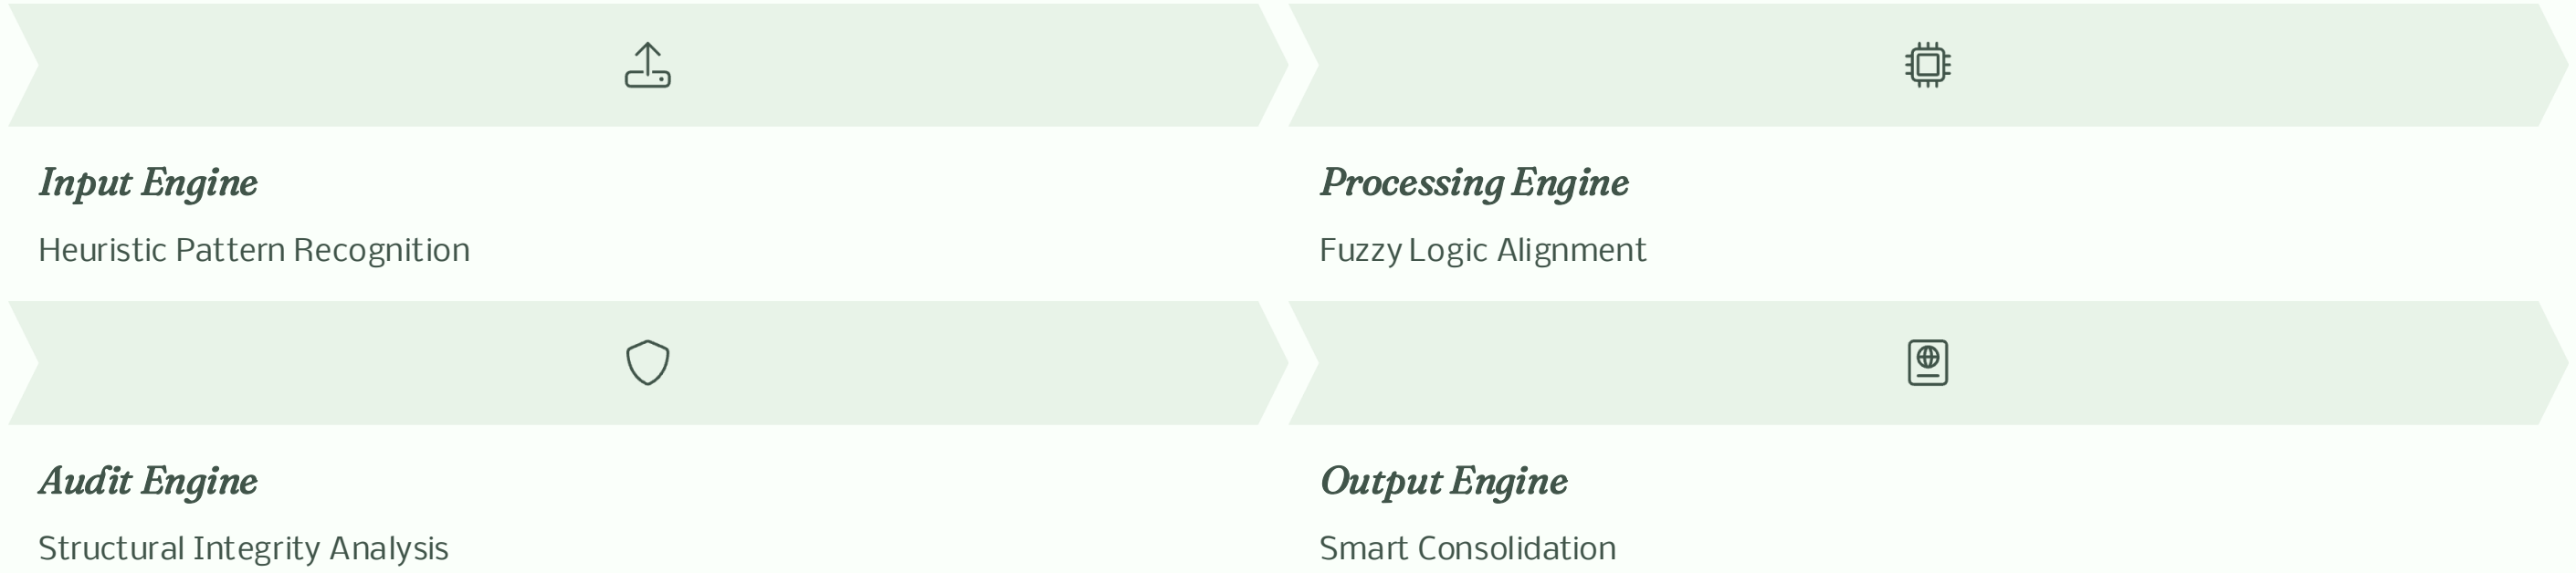 Input Engine
Heuristic Pattern Recognition
Processing Engine
Fuzzy Logic Alignment
Audit Engine
Structural Integrity Analysis
Output Engine
Smart Consolidation